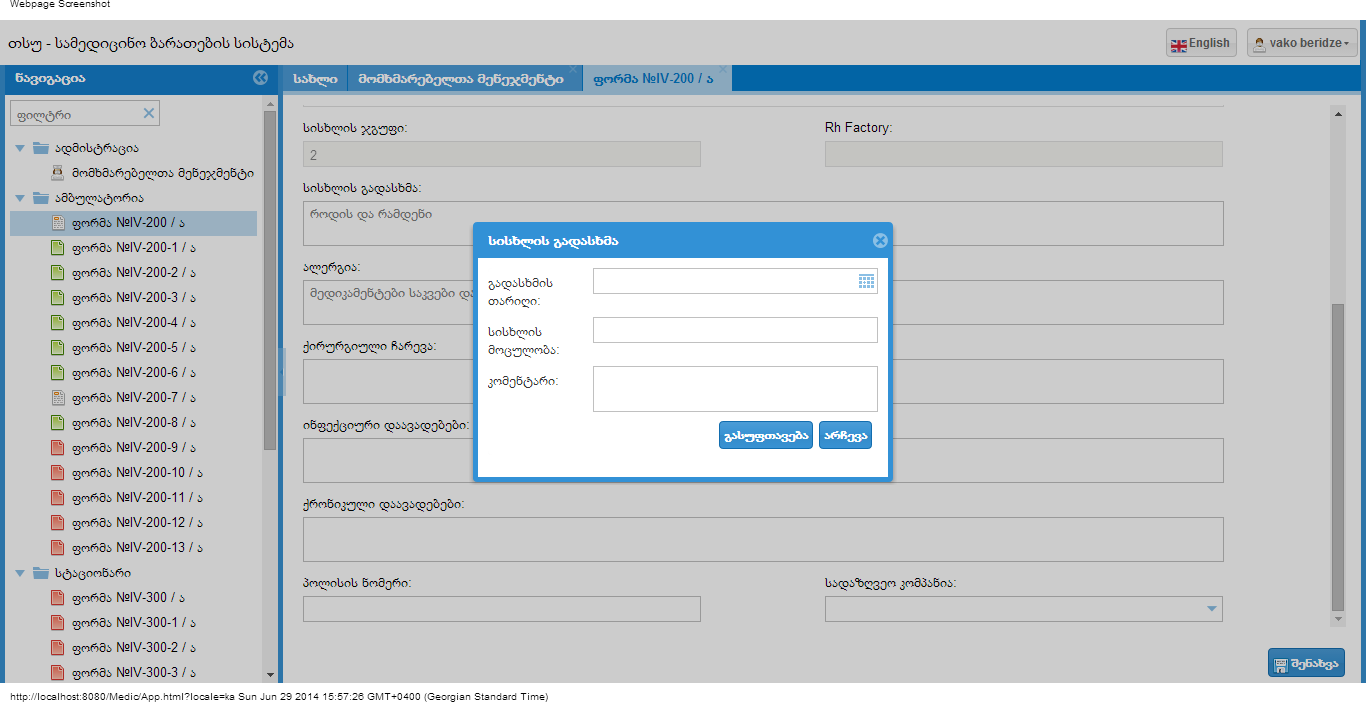 Webpage Screenshot
თსუ - სამედიცინო ბარათების სისტემა
English
vako beridze
ნავიგაცია
სახლი
მომხმარებელთა მენეჯმენტი
ფორმა №IV-200 / ა
ფილტრი
ადმისტრაცია
მომხმარებელთა მენეჯმენტი
ამბულატორია
ფორმა №IV-200 / ა
ფორმა №IV-200-1 / ა
ფორმა №IV-200-2 / ა
ფორმა №IV-200-3 / ა
ფორმა №IV-200-4 / ა
ფორმა №IV-200-5 / ა
ფორმა №IV-200-6 / ა
ფორმა №IV-200-7 / ა
ფორმა №IV-200-8 / ა
ფორმა №IV-200-9 / ა
ფორმა №IV-200-10 / ა
ფორმა №IV-200-11 / ა
ფორმა №IV-200-12 / ა
ფორმა №IV-200-13 / ა
სტაციონარი
ფორმა №IV-300 / ა
ფორმა №IV-300-1 / ა
ფორმა №IV-300-2 / ა
ფორმა №IV-300-3 / ა
სისხლის ჯგუფი:
Rh Factory:
2
სისხლის გადასხმა:
როდის და რამდენი
ალერგია:
მედიკამენტები საკვები და
ქირურგიული ჩარევა:
ინფექციური დაავადებები:
ქრონიკული დაავადებები:
პოლისის ნომერი:
სადაზღვეო კომპანია:
სისხლის გადასხმა
გადასხმის
თარიღი:
სისხლის
მოცულობა:
კომენტარი:
გასუფთავება
არჩევა
შენახვა
http://localhost:8080/Medic/App.html?locale=ka Sun Jun 29 2014 15:57:26 GMT+0400 (Georgian Standard Time)